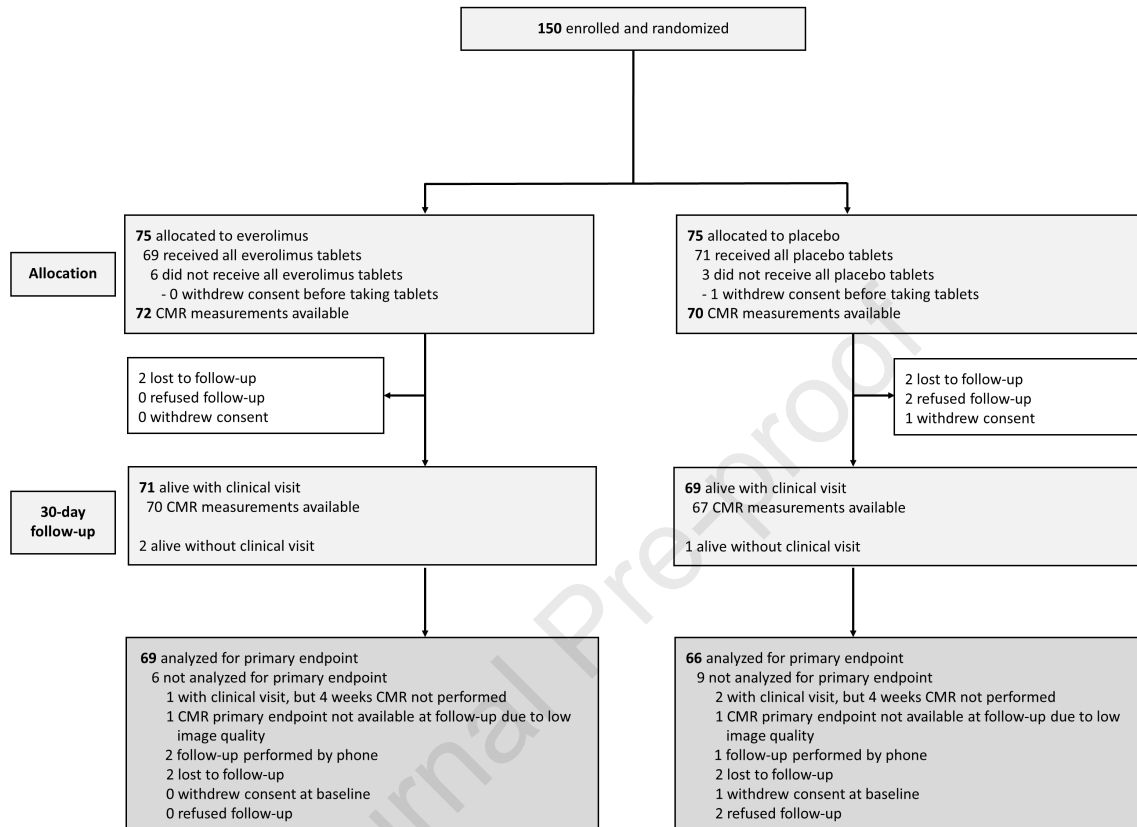 150 enrolled and randomized
Allocation
75 allocated to everolimus
69 received all everolimus tablets
6 did not receive all everolimus tablets
- 0 withdrew consent before taking tablets
72 CMR measurements available
75 allocated to placebo
71 received all placebo tablets
3 did not receive all placebo tablets
- 1 withdrew consent before taking tablets
70 CMR measurements available
2 lost to follow-up
0 refused follow-up
0 withdrew consent
2 lost to follow-up
2 refused follow-up
1 withdrew consent
30-day
follow-up
71 alive with clinical visit
70 CMR measurements available
2 alive without clinical visit
69 alive with clinical visit
67 CMR measurements available
1 alive without clinical visit
69 analyzed for primary endpoint
6 not analyzed for primary endpoint
1 with clinical visit, but 4 weeks CMR not performed
1 CMR primary endpoint not available at follow-up due to low
image quality
2 follow-up performed by phone
2 lost to follow-up
0 withdrew consent at baseline
0 refused follow-up
66 analyzed for primary endpoint
9 not analyzed for primary endpoint
2 with clinical visit, but 4 weeks CMR not performed
1 CMR primary endpoint not available at follow-up due to low
image quality
1 follow-up performed by phone
2 lost to follow-up
1 withdrew consent at baseline
2 refused follow-up
Journal Pre-proof